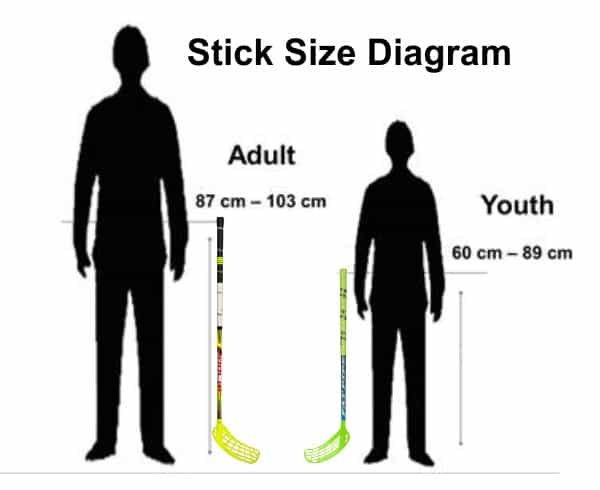 Stick Size Diagram
Adult
87 cm – 103 cm
Youth
60 cm – 89 cm